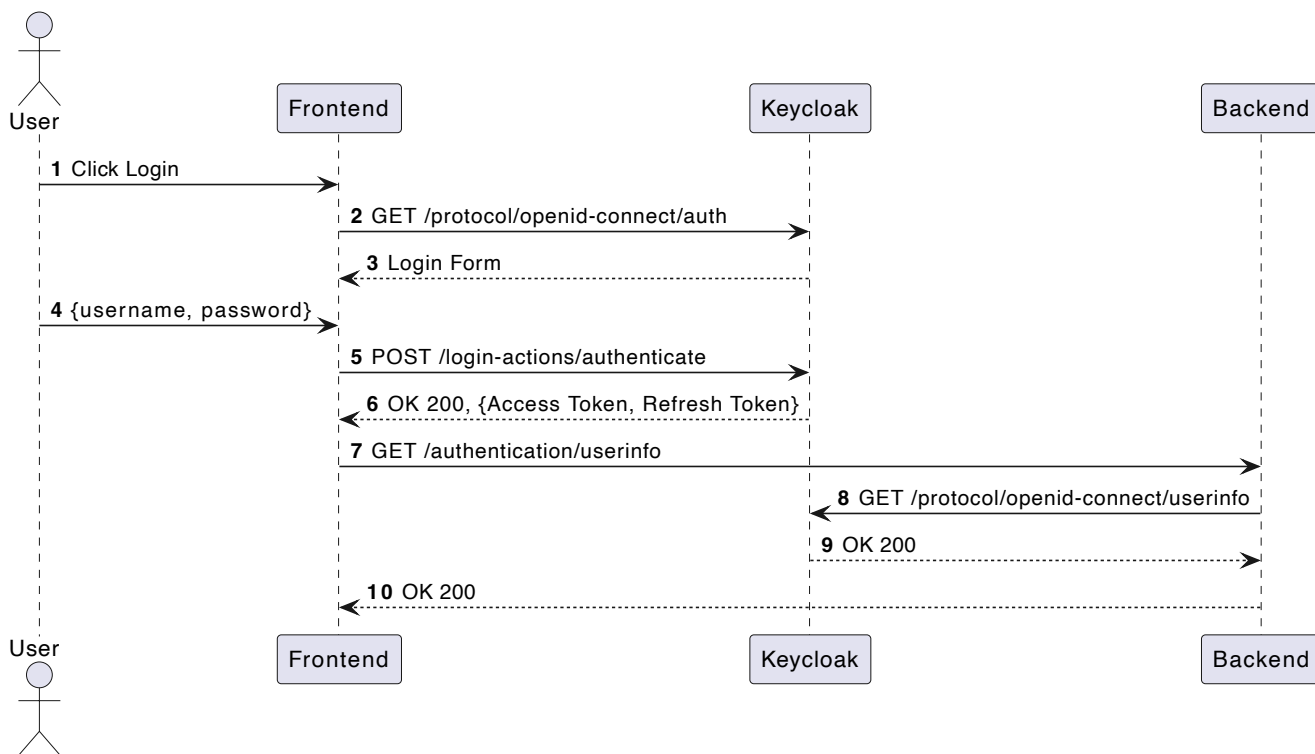 User
Frontend
Keycloak
Backend
1 Click Login
2 GET /protocol/openid-connect/auth
3 Login Form
4 {username, password}
5 POST /login-actions/authenticate
6 OK 200, {Access Token, Refresh Token}
7 GET /authentication/userinfo
8 GET /protocol/openid-connect/userinfo
9 OK 200
10 OK 200
User
Frontend
Keycloak
Backend